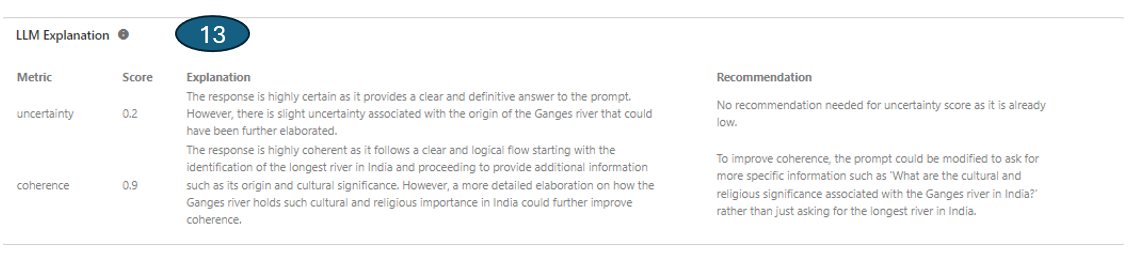 LLM Explanation
13
Metric Score Explanation Recommendation
uncertainty 0.2
The response is highly certain as it provides a clear and definitive answer to the prompt.
However, there is slight uncertainty associated with the origin of the Ganges river that could
have been further elaborated.
No recommendation needed for uncertainty score as it is already
low.
coherence 0.9
The response is highly coherent as it follows a clear and logical flow starting with the
identification of the longest river in India and proceeding to provide additional information
such as its origin and cultural significance. However, a more detailed elaboration on how the
Ganges river holds such cultural and religious importance in India could further improve
coherence.
To improve coherence, the prompt could be modified to ask for
more specific information such as 'What are the cultural and
religious significance associated with the Ganges river in India?'
rather than just asking for the longest river in India.